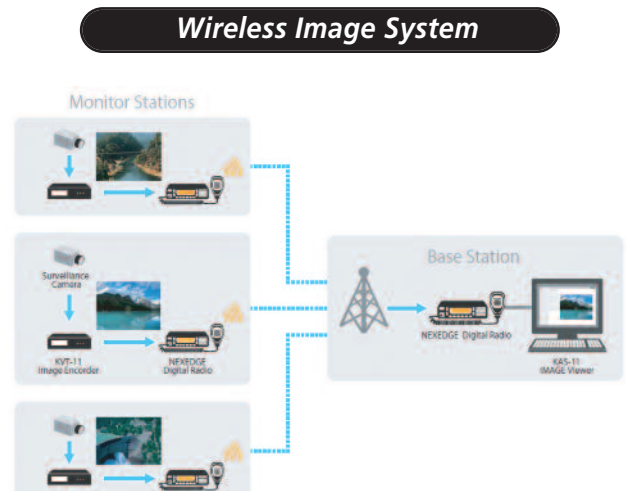 Wireless Image System
Monitor Stations
Surveillance
Camera
KVT-11
Image Encorder
NEXEDGE
Digital Radio
Base Station
NEXEDGE Digital Radio
KAS-11
IMAGE Viewer